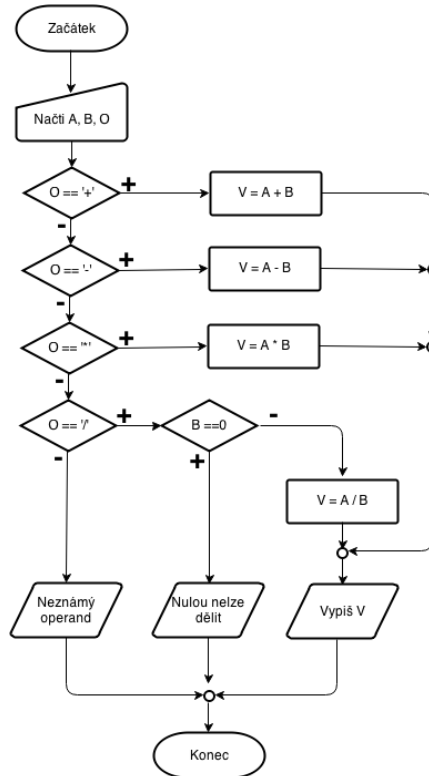 Začátek
Načti A, B, O
O == '+'
+
V = A + B
-
O == '-'
+
V = A - B
-
O == '*'
+
V = A * B
-
O == '/'
+
B ==0
-
-
+
V = A / B
Neznámý
operand
Nulou nelze
dělit
Vypiš V
Konec